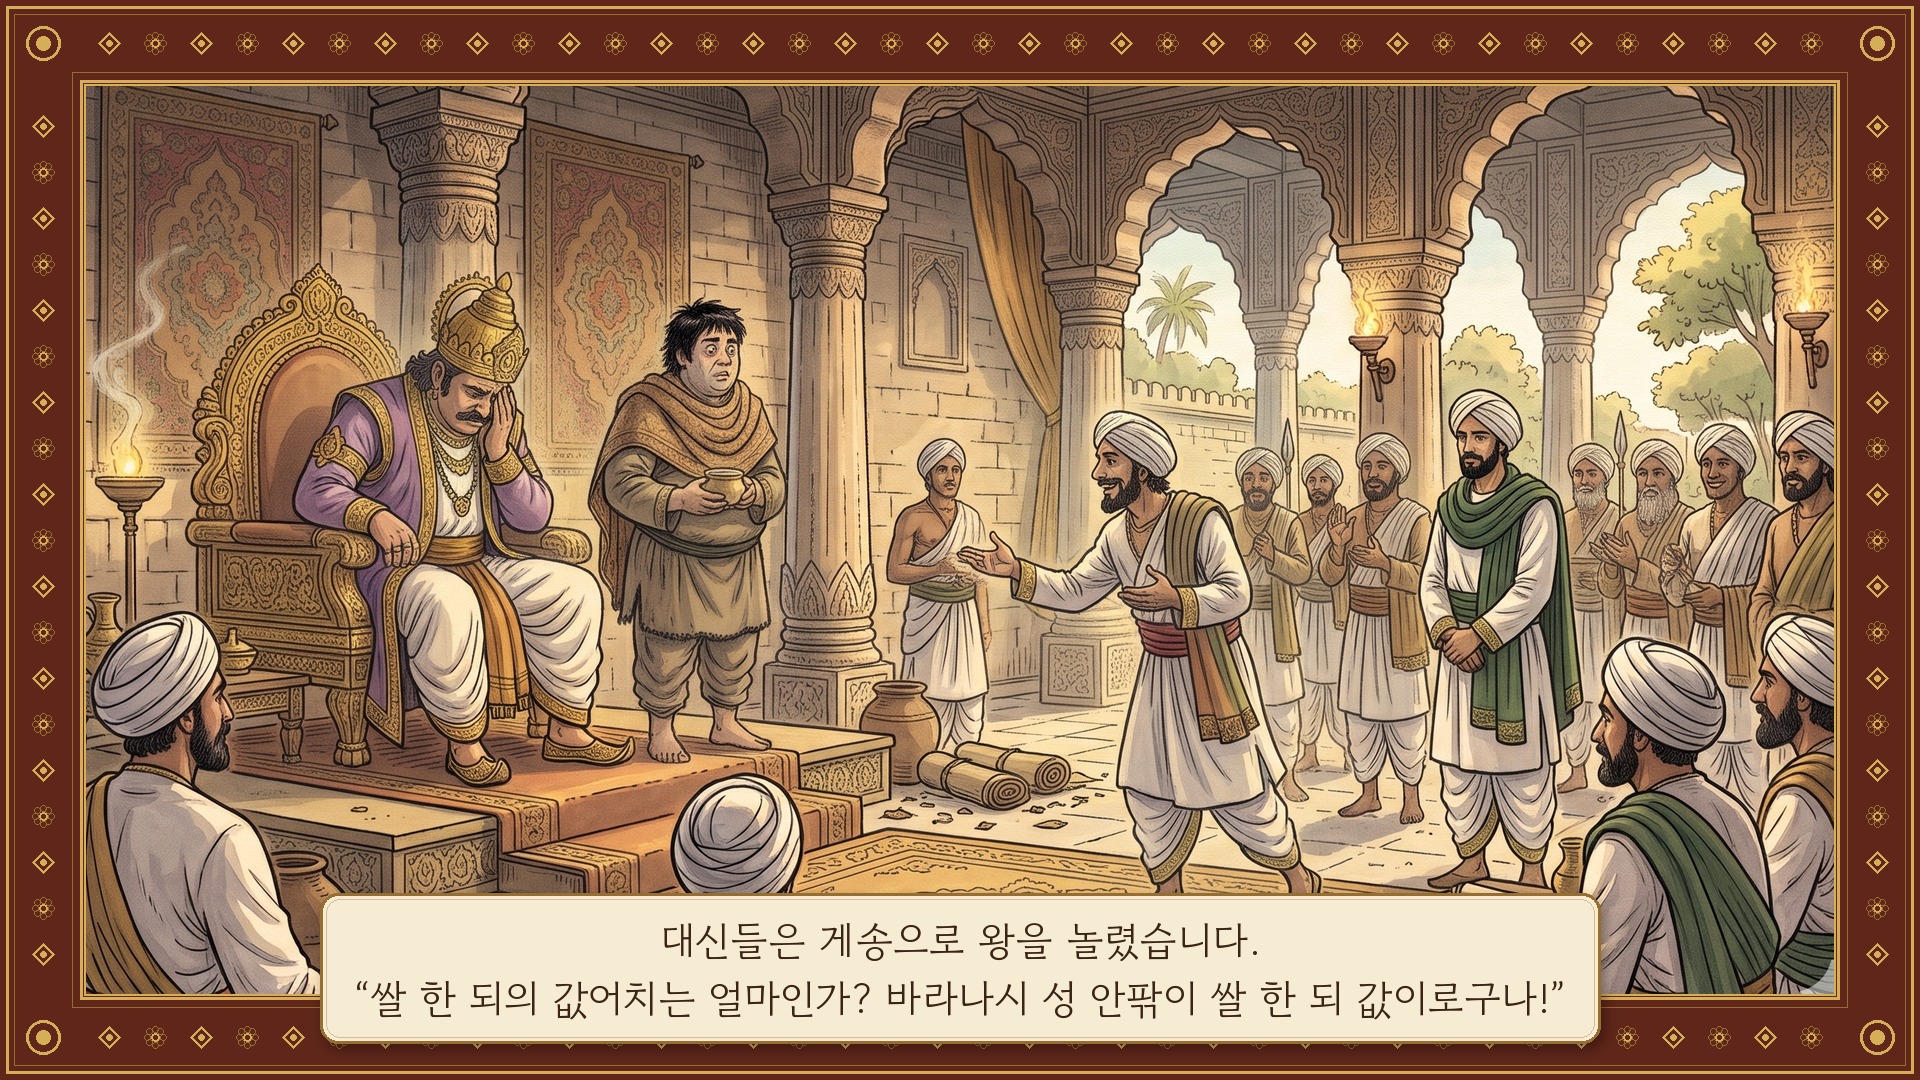 대신들은 게송으로 왕을 놀렸습니다.
“쌀 한 되의 값어치는 얼마인가? 바라나시 성 안팎이 쌀 한 되 값이로구나!”